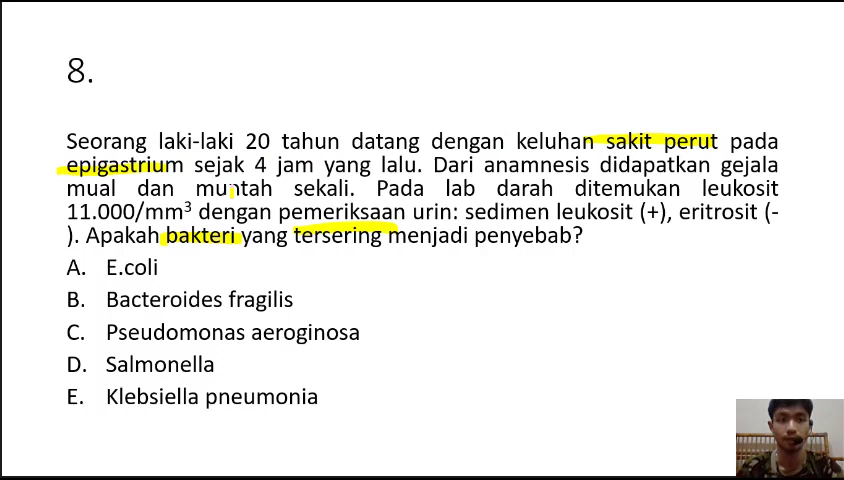 8.
Seorang laki-laki 20 tahun datang dengan keluhan sakit perut pada
epigastrium sejak 4 jam yang lalu. Dari anamnesis didapatkan gejala
mual dan muntah sekali. Pada lab darah ditemukan leukosit
11.000/mm³ dengan pemeriksaan urin: sedimen leukosit (+), eritrosit (-
). Apakah bakteri yang tersering menjadi penyebab?
A. E.coli
B. Bacteroides fragilis
C. Pseudomonas aeroginosa
D. Salmonella
E. Klebsiella pneumonia